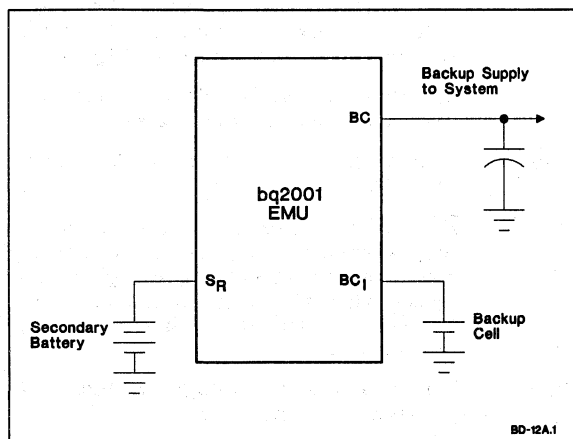 Backup Supply
to System
BC
bq2001
EMU
SR
BCI
Secondary
Battery
Backup
Cell
BD-12A.1